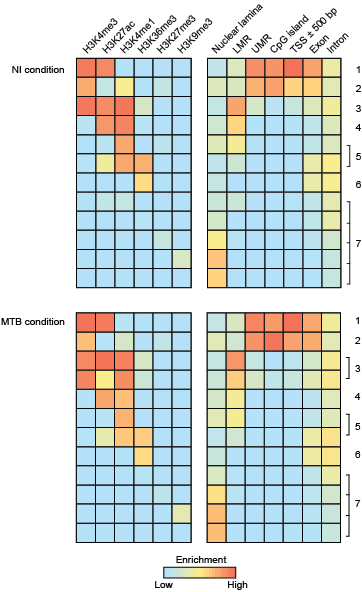 H3K4me3 H3K27ac H3K4me1 H3K36me3 H3K27me3 H3K9me3 Nuclear lamina LMR UMR CpG island TSS ± 500 bp Exon Intron
NI condition
1
2
3
4
5
6
7
MTB condition
1
2
3
4
5
6
7
Enrichment
Low High